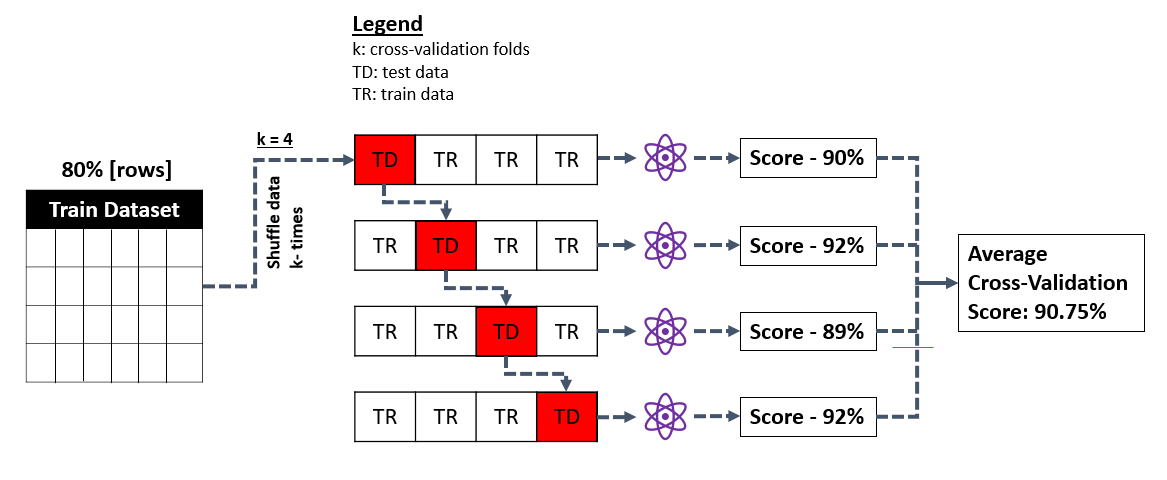 Legend
k: cross-validation folds
TD: test data
TR: train data
80% [rows]
Train Dataset
k = 4
Shuffle data
k- times
TD TR TR TR
Score - 90%
TR TD TR TR
Score - 92%
TR TR TD TR
Score - 89%
TR TR TR TD
Score - 92%
Average
Cross-Validation
Score: 90.75%